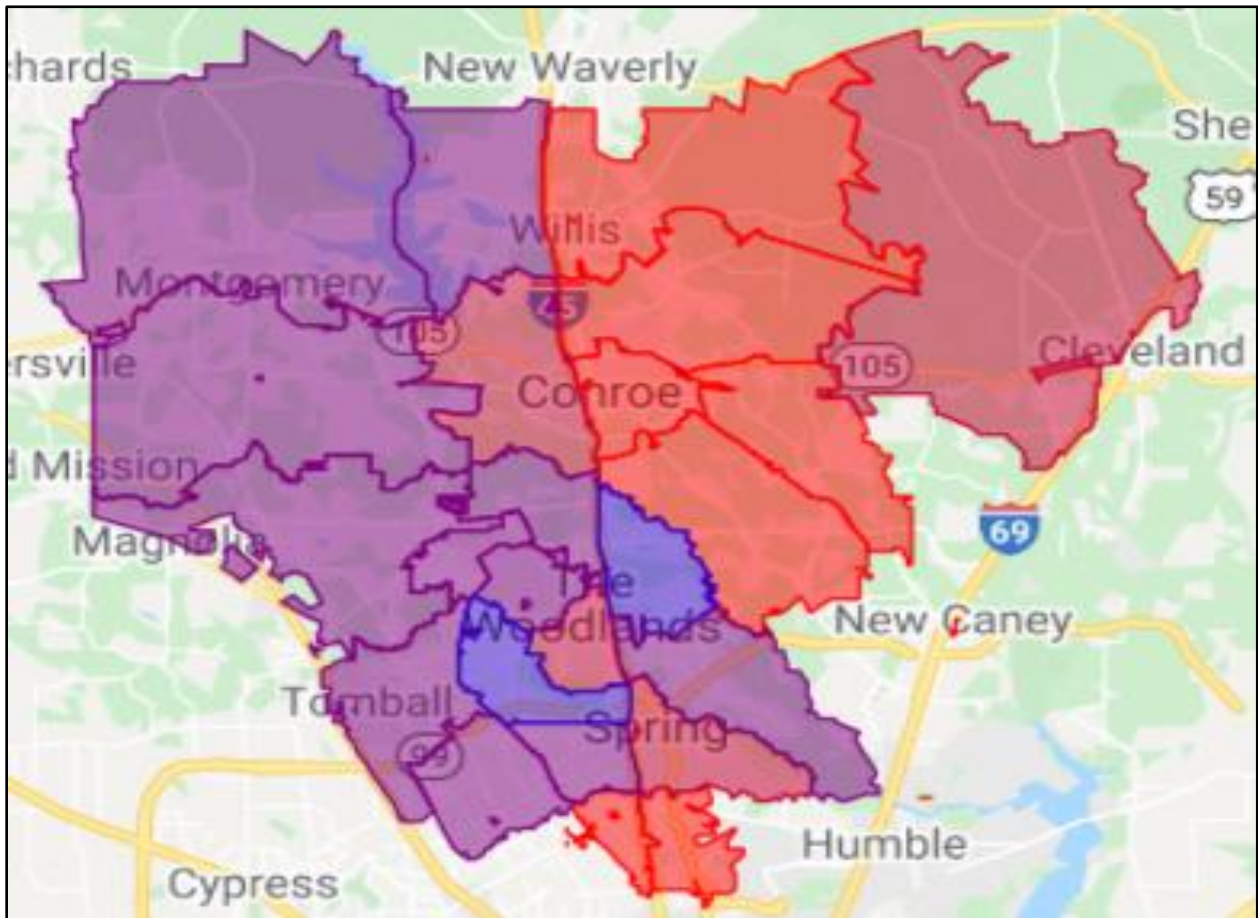 chards
New Waverly
She
59
Willis
Montgomery
45
105
ersville
105
Cleveland
Conroe
d Mission
69
Magnolia
The
Woodlands
New Caney
Tomball
Spring
99
Humble
Cypress